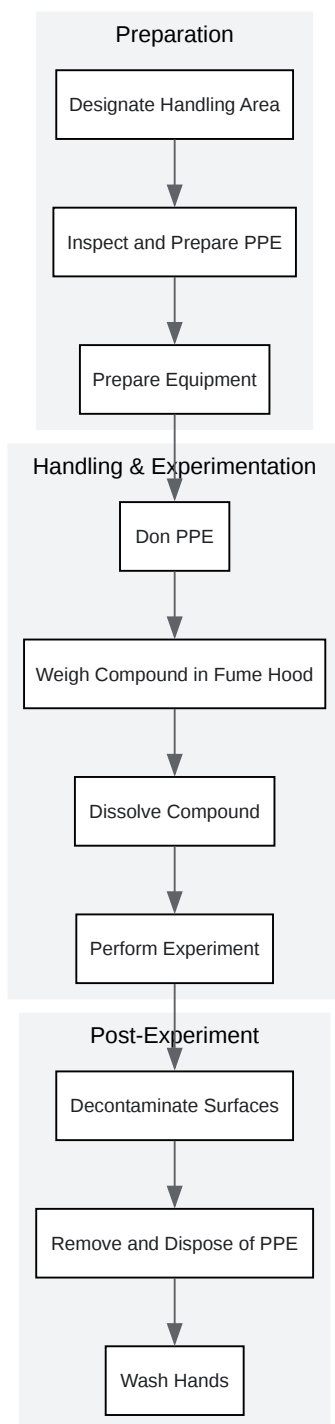 Preparation
Designate Handling Area
Inspect and Prepare PPE
Prepare Equipment
Handling & Experimentation
Don PPE
Weigh Compound in Fume Hood
Dissolve Compound
Perform Experiment
Post-Experiment
Decontaminate Surfaces
Remove and Dispose of PPE
Wash Hands